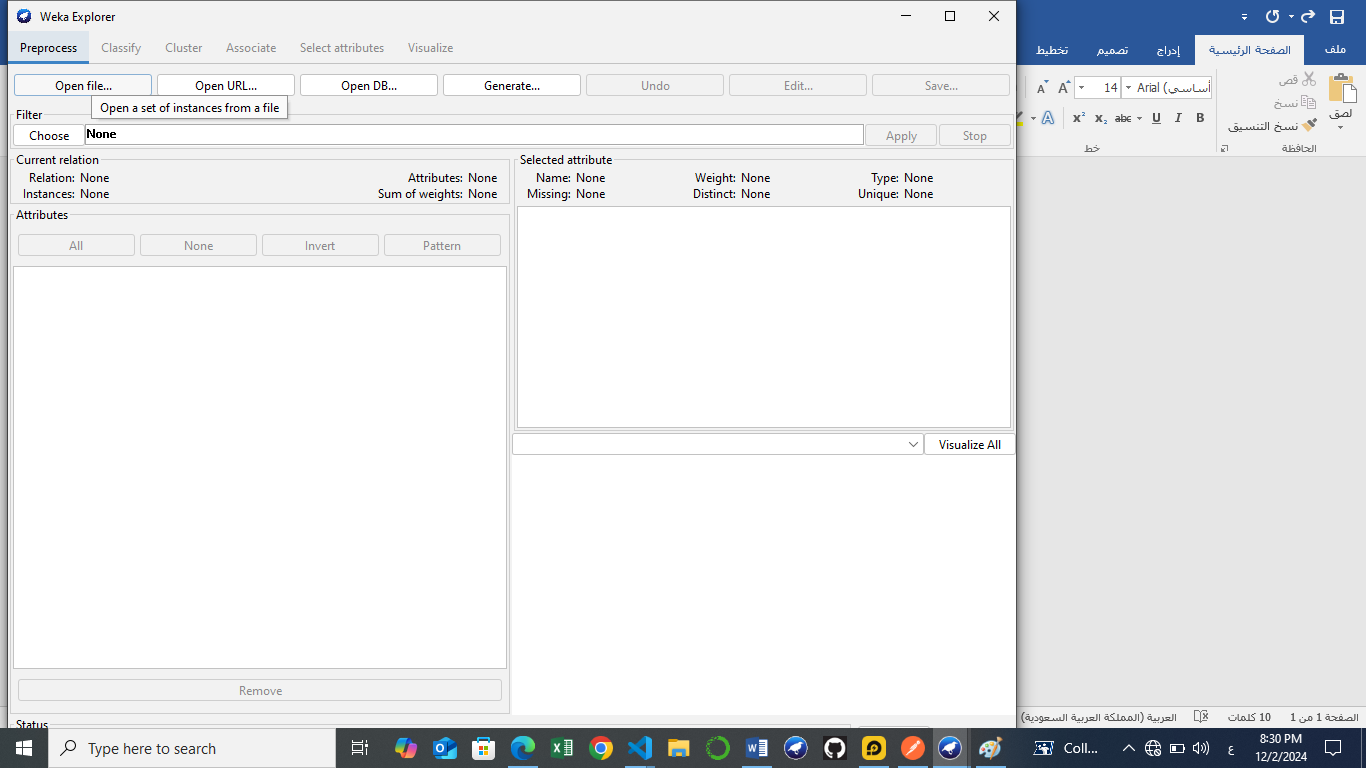 Weka Explorer
Preprocess Classify Cluster Associate Select attributes Visualize
Open file... Open URL... Open DB... Generate... Undo Edit... Save...
Open a set of instances from a file
Filter
Choose None Apply Stop
Current relation
Relation: None Attributes: None
Instances: None Sum of weights: None
Attributes
All None Invert Pattern
Remove
Status
Selected attribute
Name: None Weight: None Type: None
Missing: None Distinct: None Unique: None
Visualize All
ملف الصفحة الرئيسية إدراج تصميم تخطيط
لصق
قص
نسخ
نسخ التنسيق
الحافظة
Arial (أساسي 14
B I U abc x₂ x² A
خط
الصفحة 1 من 1 10 كلمات العربية (المملكة العربية السعودية)
Type here to search
Coll...
ع
8:30 PM
12/2/2024